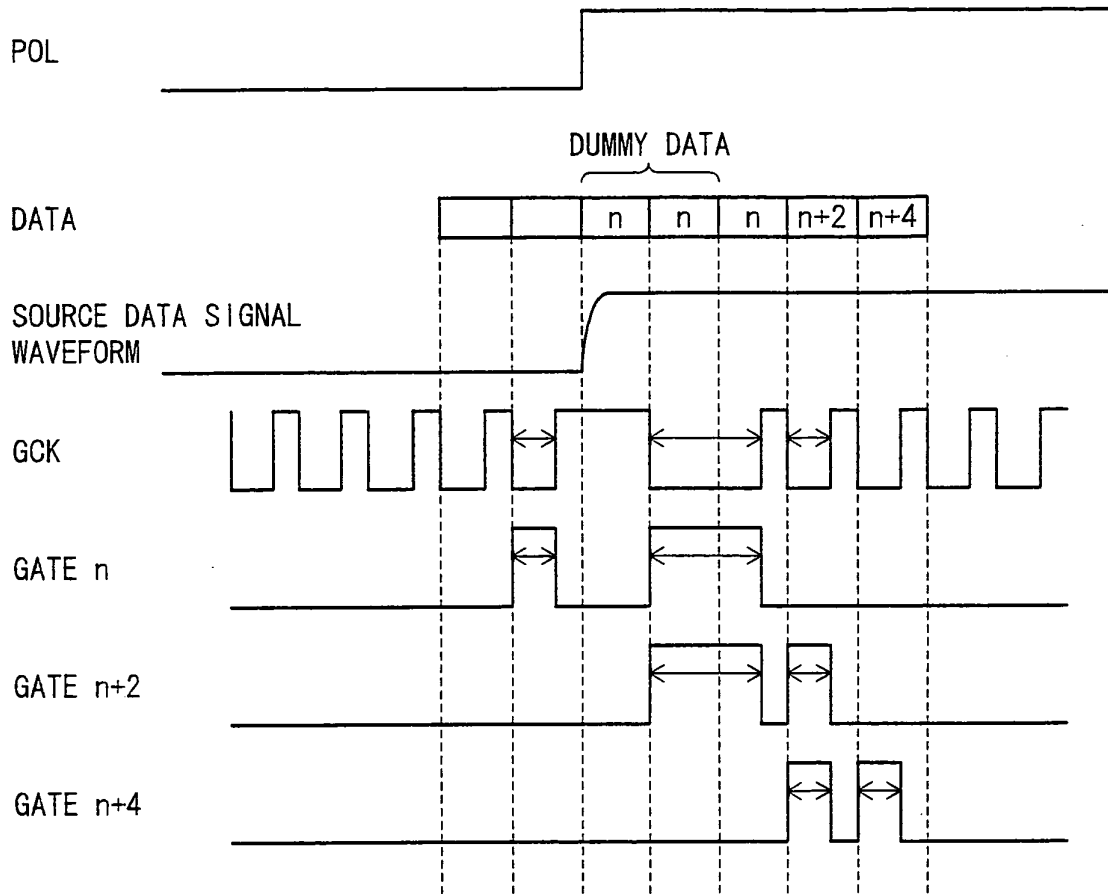 POL
DUMMY DATA
DATA
n n n n+2 n+4
SOURCE DATA SIGNAL
WAVEFORM
GCK
GATE n
GATE n+2
GATE n+4